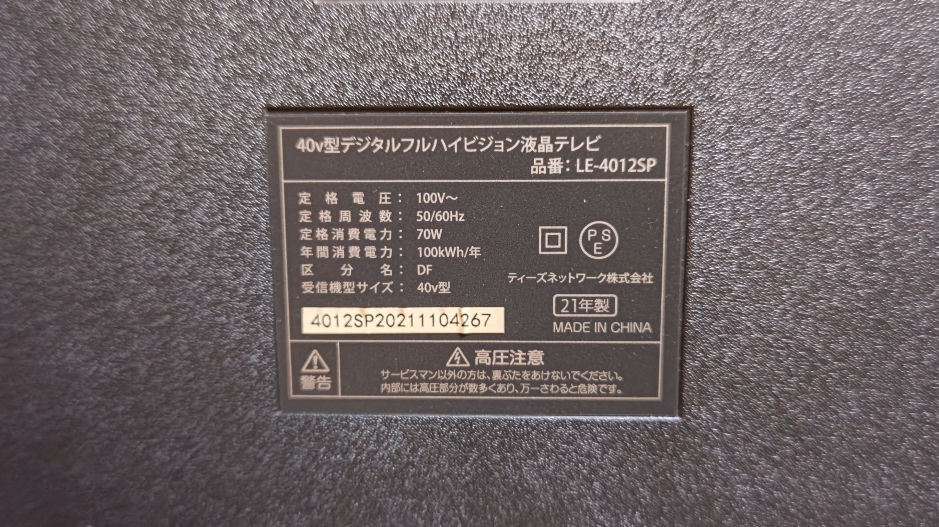 40v型デジタルフルハイビジョン液晶テレビ
品番：LE-4012SP
定格電圧：100V～
定格周波数：50/60Hz
定格消費電力：70W
年間消費電力：100kWh/年
区分名：DF
受信機型サイズ：40v型
PSE
ティーズネットワーク株式会社
4012SP20211104267
21年製
MADE IN CHINA
警告
高圧注意
サービスマン以外の方は、裏ぶたをあけないでください。
内部には高圧部分が数多くあり、万一さわると危険です。